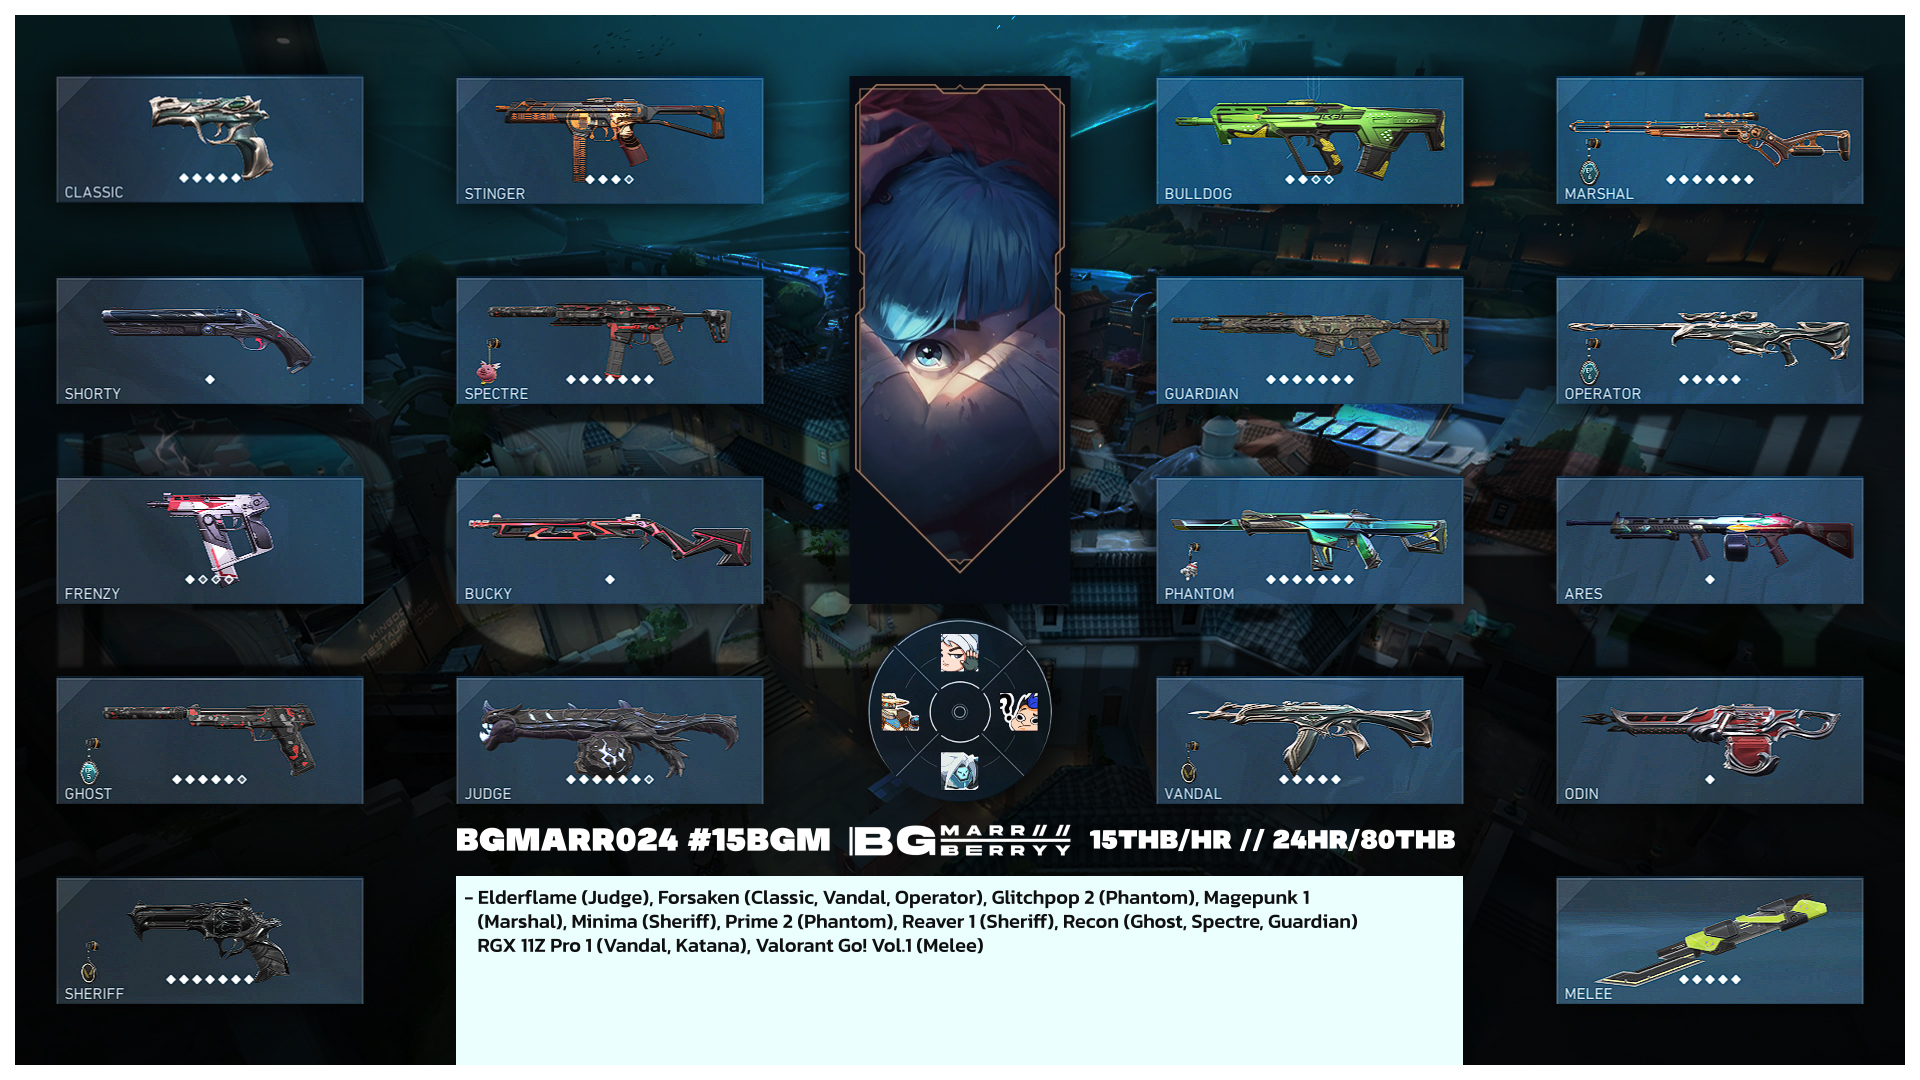 CLASSIC
STINGER
BULLDOG
MARSHAL
SHORTY
SPECTRE
GUARDIAN
OPERATOR
FRENZY
BUCKY
PHANTOM
ARES
GHOST
JUDGE
VANDAL
ODIN
BGMARR024 #15BGM
BG MARR////
BERRYY
15THB/HR // 24HR/80THB
SHERIFF
MELEE
- Elderflame (Judge), Forsaken (Classic, Vandal, Operator), Glitchpop 2 (Phantom), Magepunk 1
(Marshal), Minima (Sheriff), Prime 2 (Phantom), Reaver 1 (Sheriff), Recon (Ghost, Spectre, Guardian)
RGX 11Z Pro 1 (Vandal, Katana), Valorant Go! Vol.1 (Melee)